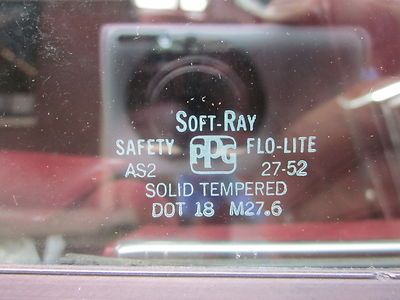 SOFT-RAY
SAFETY PPG FLO-LITE
AS2 27-52
SOLID TEMPERED
DOT 18 M27.6